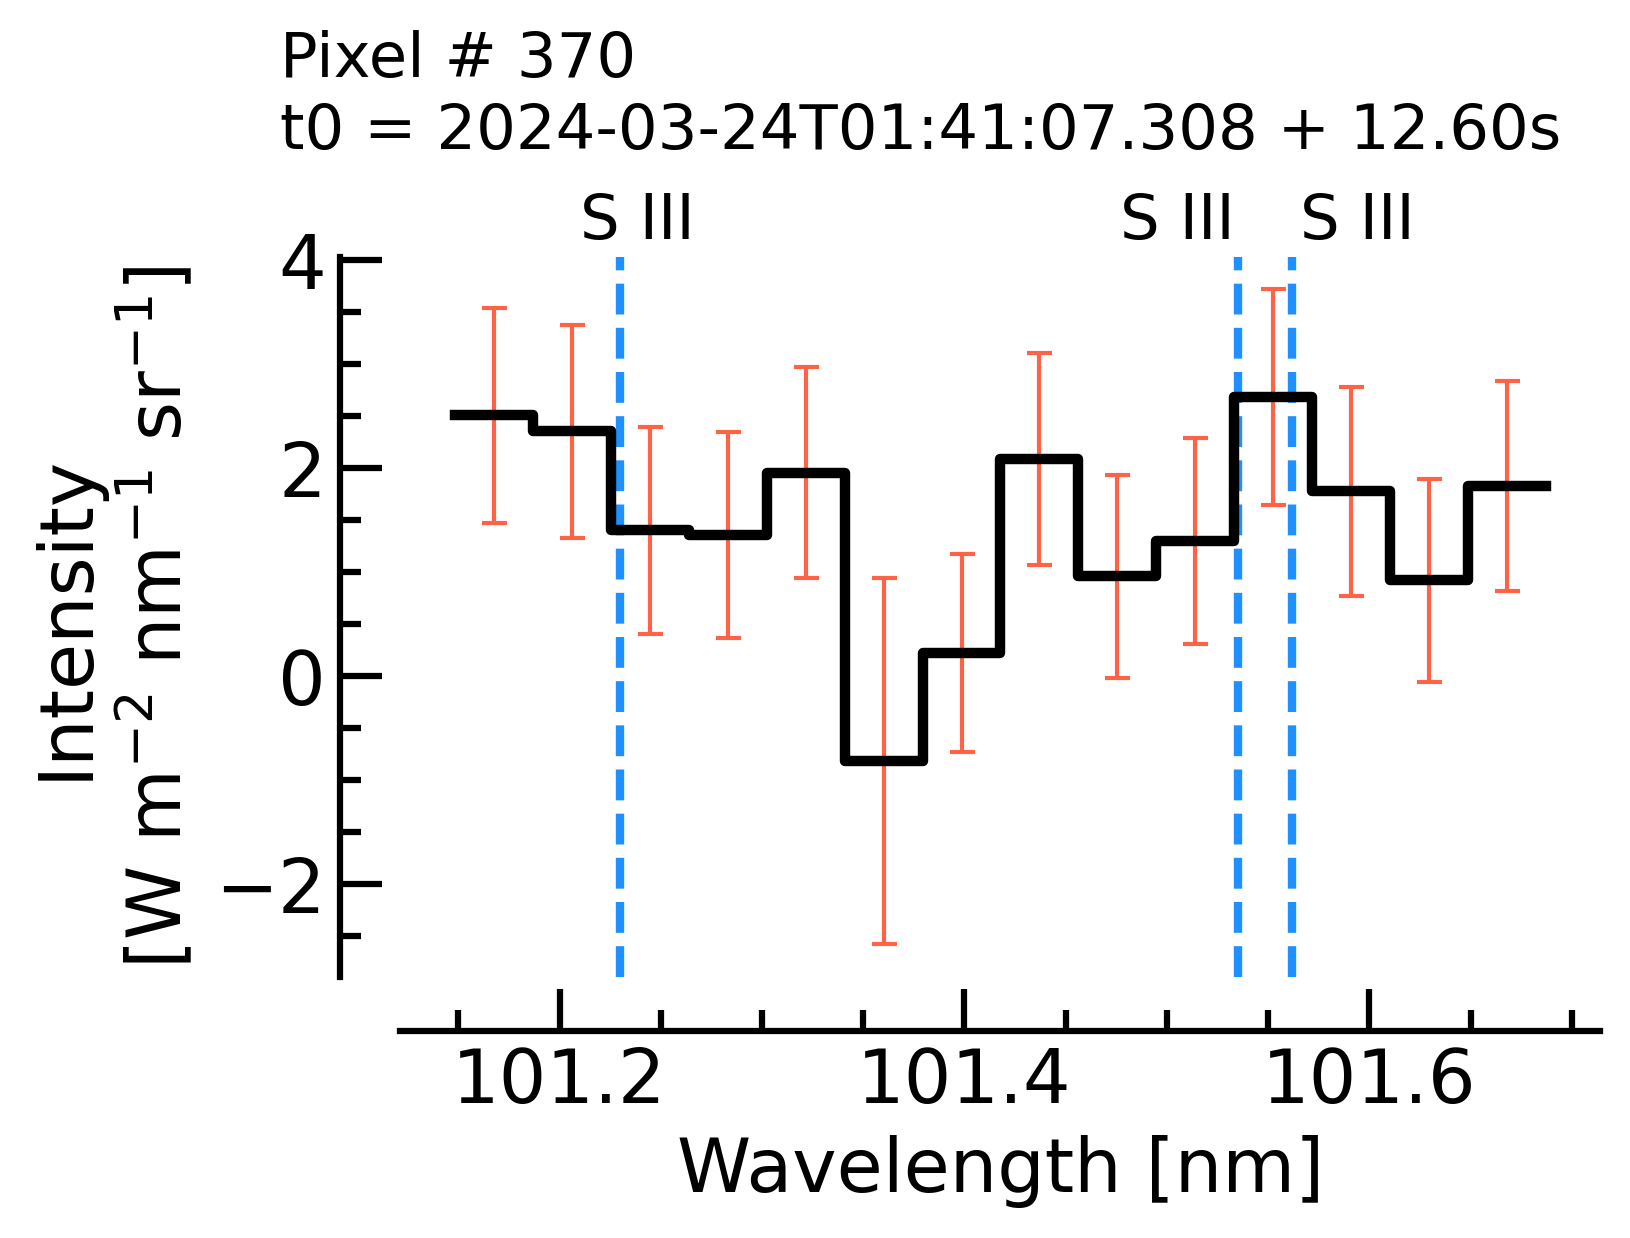 Pixel # 370
t0 = 2024-03-24T01:41:07.308 + 12.60s
S III S III S III
4
2
0
−2
Intensity
[W m⁻² nm⁻¹ sr⁻¹]
101.2 101.4 101.6
Wavelength [nm]